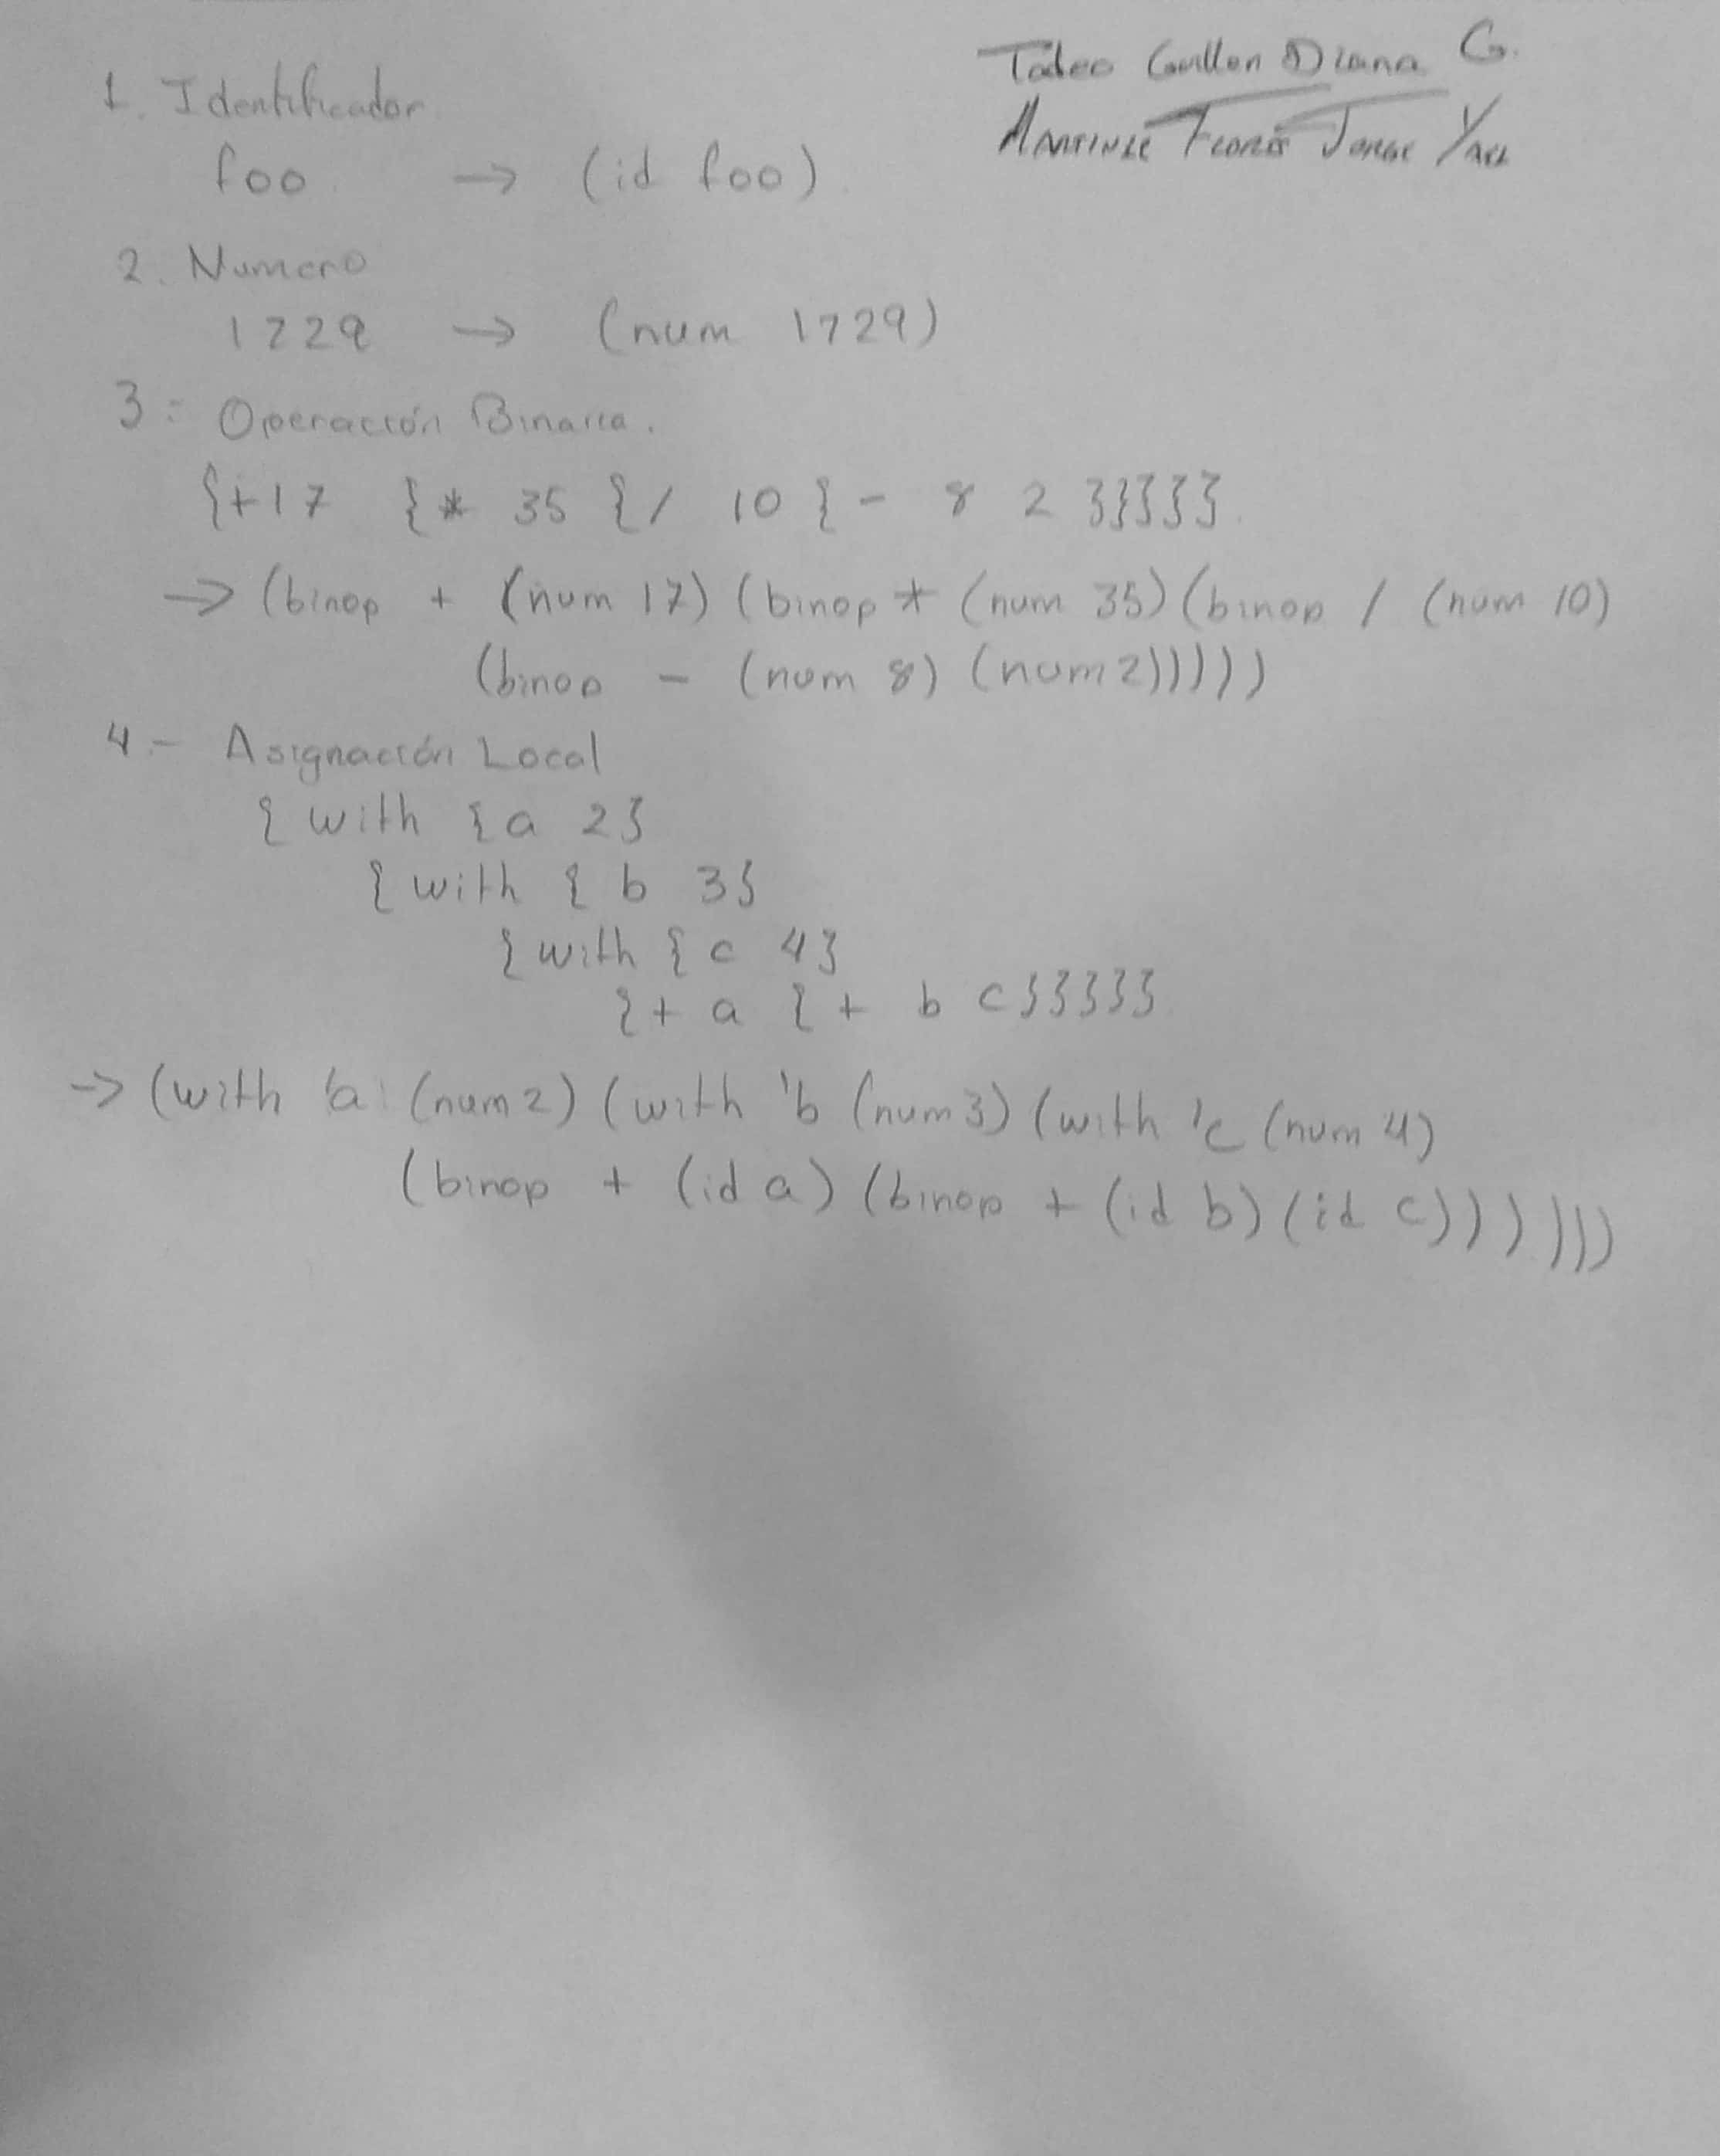 Tadeo Guillen Diana G.
Martinez Flores Jorge Yael
1. Identificador
foo → (id foo)
2. Numero
1729 → (num 1729)
3.- Operación Binaria.
{+17 {* 35 {/ 10 {- 8 2 }}}}}
→ (binop + (num 17) (binop * (num 35) (binop / (num 10)
(binop - (num 8) (num 2)))))
4.- Asignación Local
{ with {a 2}
{ with { b 3}
{ with { c 4}
{+ a {+ b c}}}}}
→ (with 'a (num 2) (with 'b (num 3) (with 'c (num 4)
(binop + (id a) (binop + (id b) (id c))))))